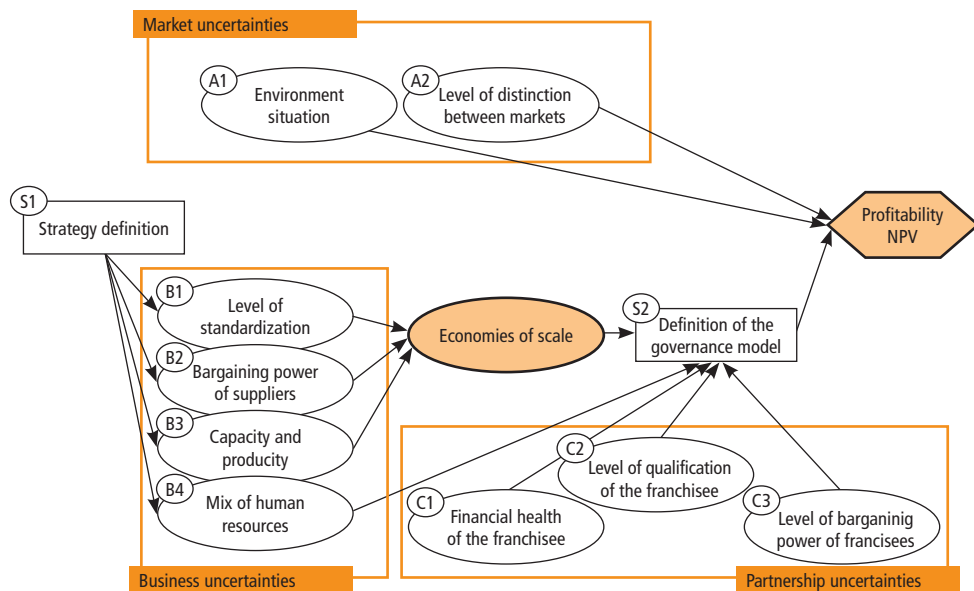 Market uncertainties
A1
Environment
situation
A2
Level of distinction
between markets
S1
Strategy definition
Profitability
NPV
B1
Level of
standardization
B2
Bargaining power
of suppliers
B3
Capacity and
producity
B4
Mix of human
resources
Business uncertainties
Economies of scale
S2
Definition of the
governance model
C1
Financial health
of the franchisee
C2
Level of qualification
of the franchisee
C3
Level of barganinig
power of francisees
Partnership uncertainties